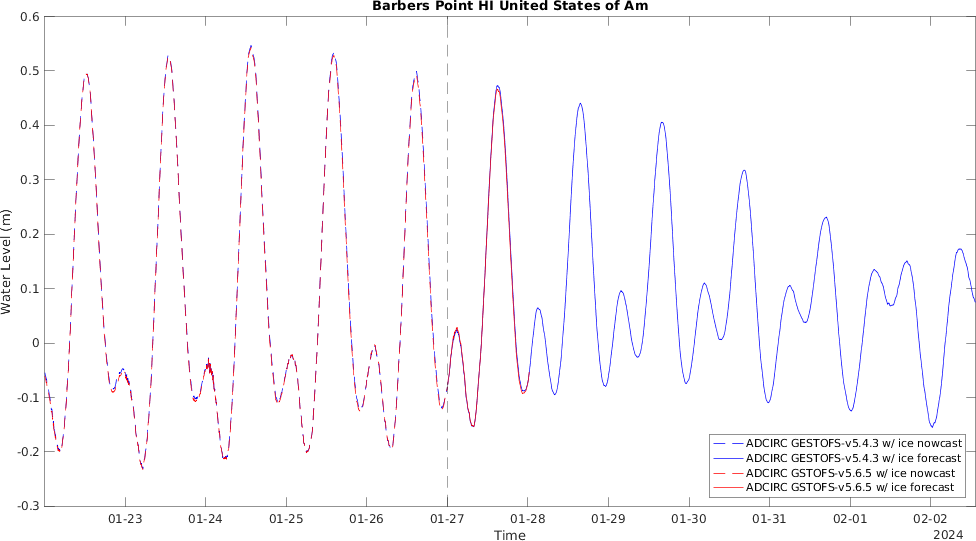 Barbers Point HI United States of Am
0.6
0.5
0.4
0.3
0.2
0.1
0
-0.1
-0.2
-0.3
Water Level (m)
01-23 01-24 01-25 01-26 01-27 01-28 01-29 01-30 01-31 02-01 02-02
Time
2024
ADCIRC GESTOFS-v5.4.3 w/ ice nowcast
ADCIRC GESTOFS-v5.4.3 w/ ice forecast
ADCIRC GSTOFS-v5.6.5 w/ ice nowcast
ADCIRC GSTOFS-v5.6.5 w/ ice forecast